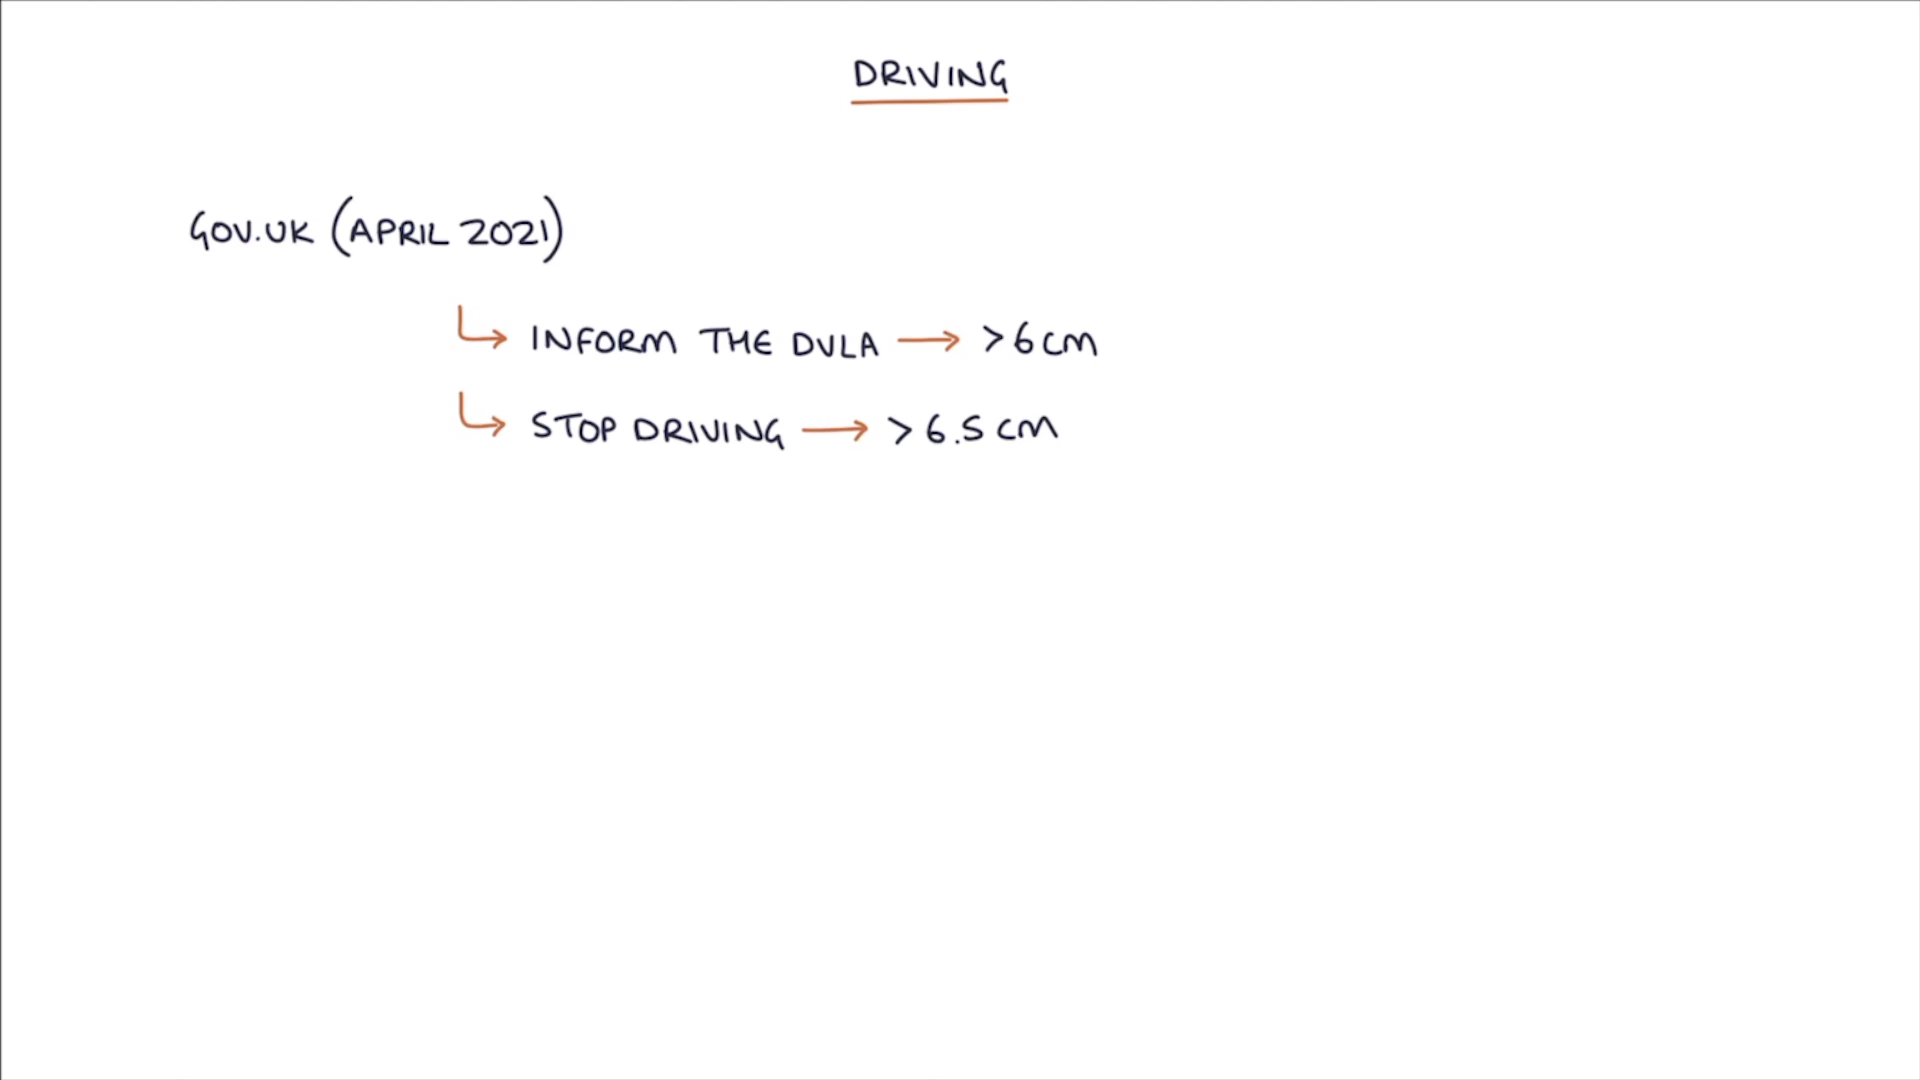 DRIVING
GOV.UK (APRIL 2021)
INFORM THE DVLA → >6cm
STOP DRIVING → >6.5cm